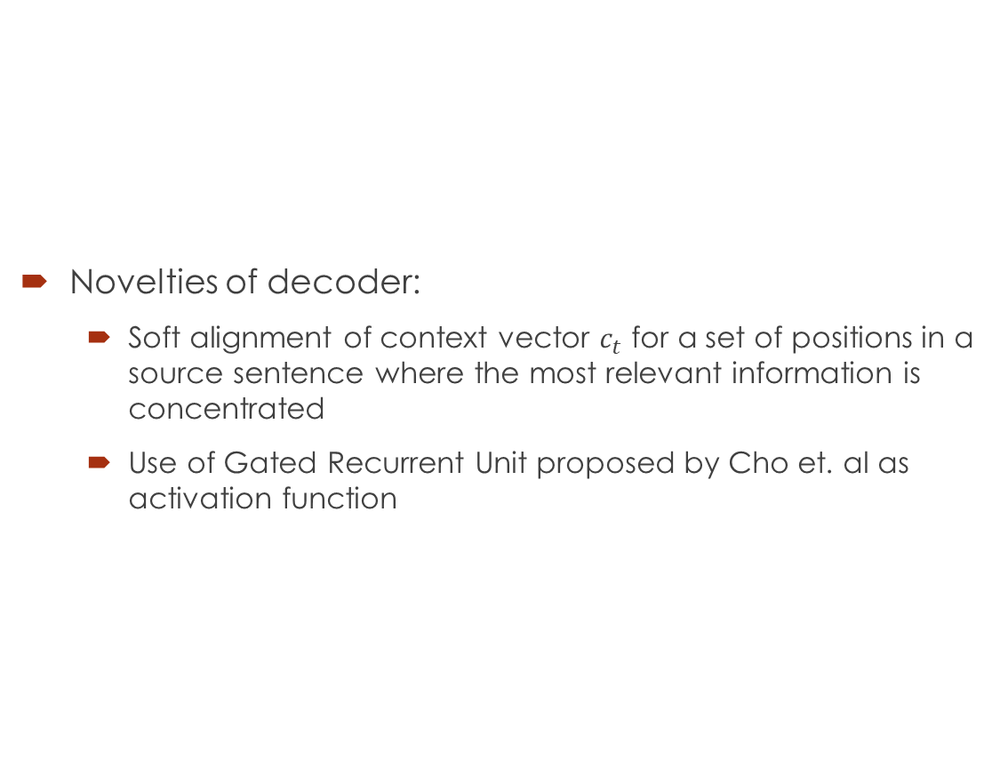 Novelties of decoder:
Soft alignment of context vector c_t for a set of positions in a
source sentence where the most relevant information is
concentrated
Use of Gated Recurrent Unit proposed by Cho et. al as
activation function